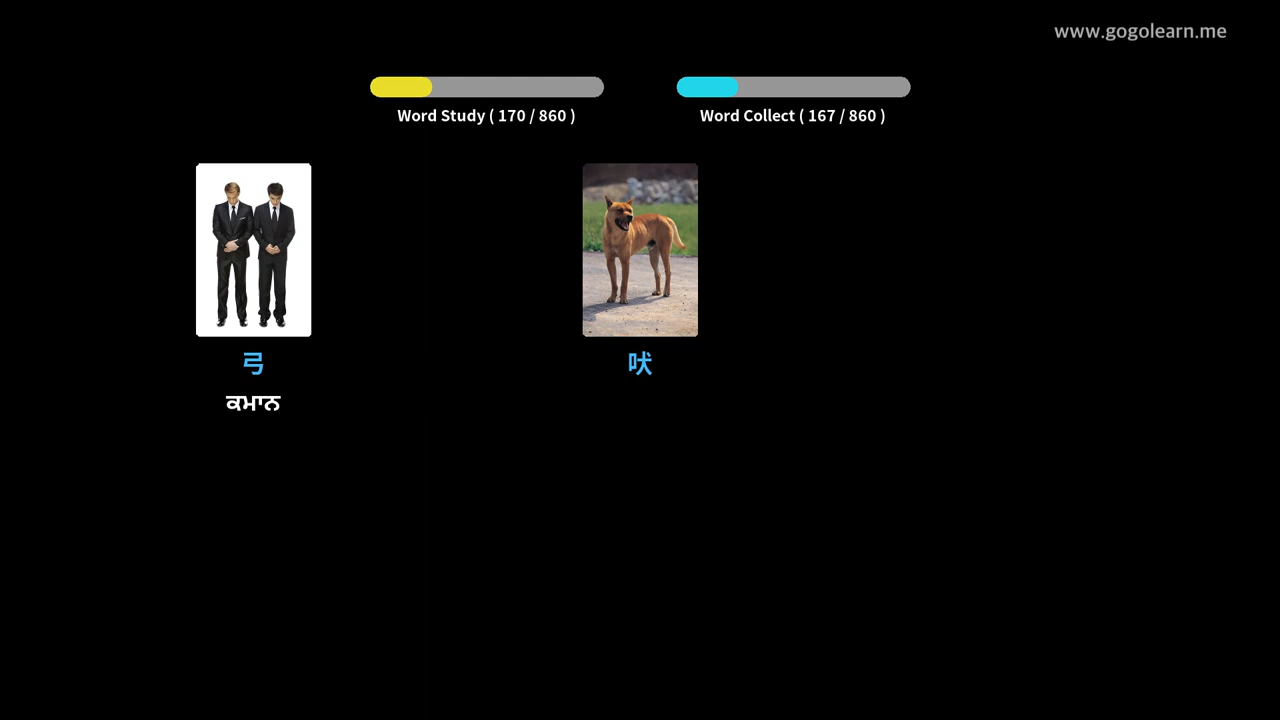 www.gogolearn.me
Word Study ( 170 / 860 )
Word Collect ( 167 / 860 )
弓
吠
ਕਮਾਨ